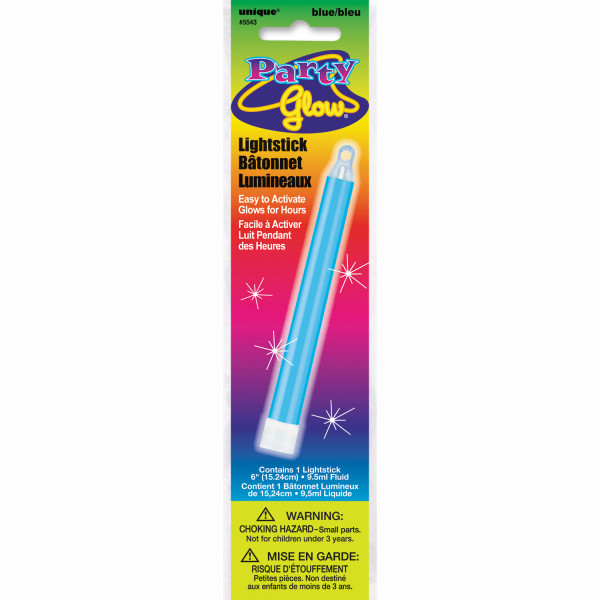 unique® blue/bleu
#5543
Party
Glow®
Lightstick
Bâtonnet
Lumineaux
Easy to Activate
Glows for Hours
Facile à Activer
Luit Pendant
des Heures
Contains 1 Lightstick
6" (15.24cm) • 9.5ml Fluid
Contient 1 Bâtonnet Lumineux
de 15,24cm • 9,5ml Liquide
WARNING:
CHOKING HAZARD–Small parts.
Not for children under 3 years.
MISE EN GARDE:
RISQUE D'ÉTOUFFEMENT
Petites pièces. Non destiné
aux enfants de moins de 3 ans.